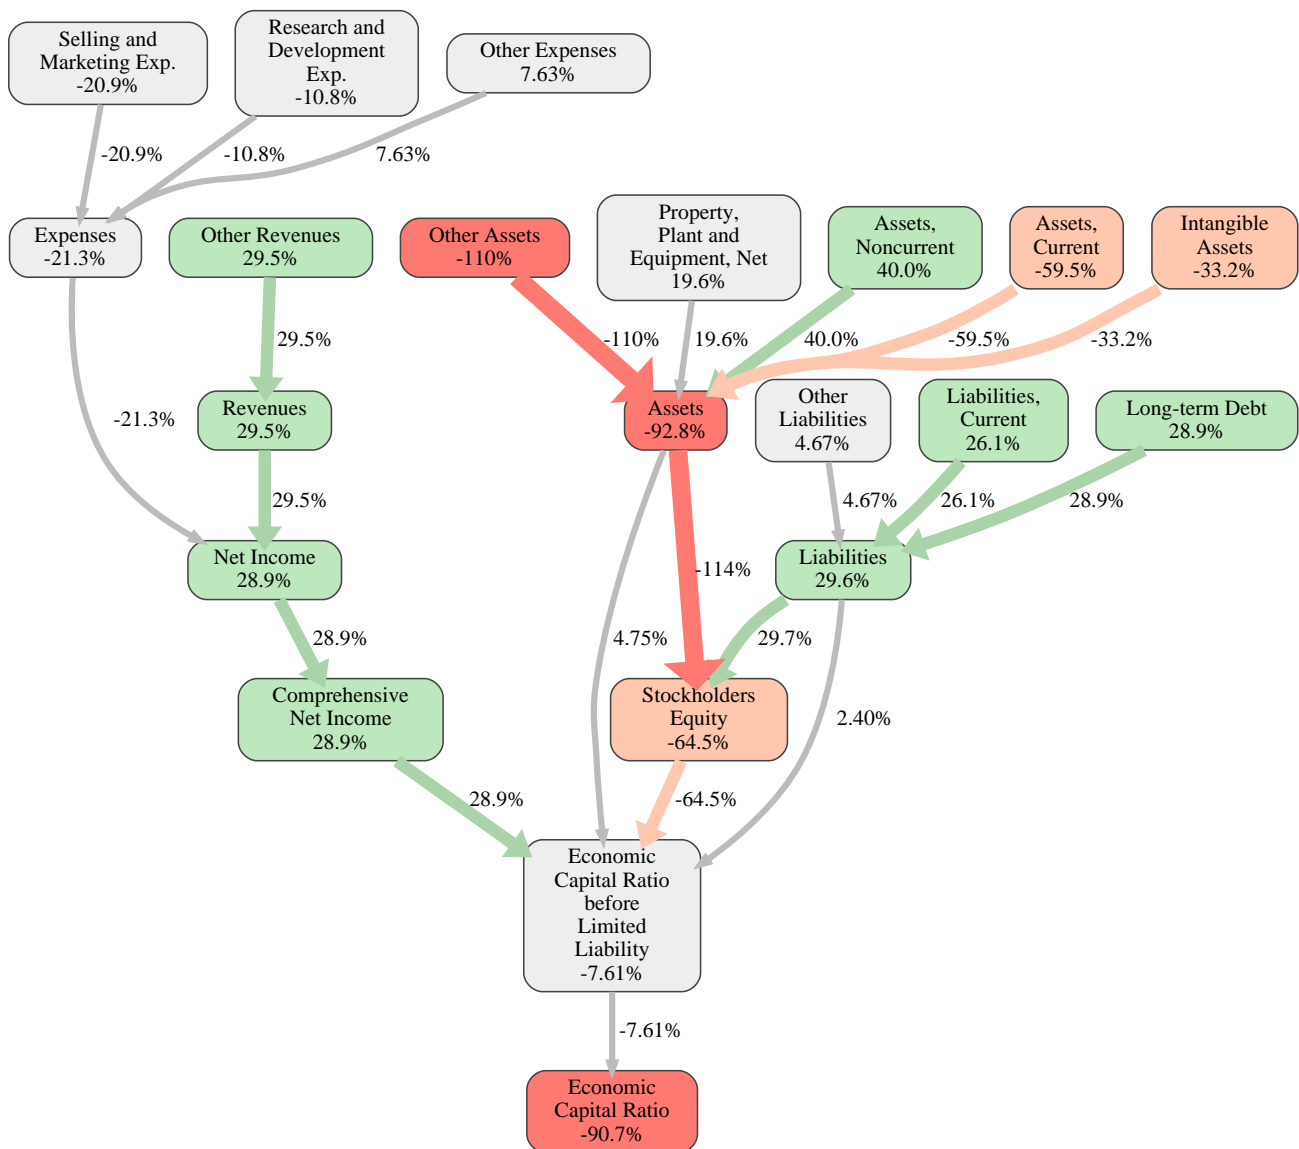 Selling and
Marketing Exp.
-20.9%
Research and
Development
Exp.
-10.8%
Other Expenses
7.63%
-20.9%
-10.8%
7.63%
Expenses
-21.3%
Other Revenues
29.5%
Other Assets
-110%
Property,
Plant and
Equipment, Net
19.6%
Assets,
Noncurrent
40.0%
Assets,
Current
-59.5%
Intangible
Assets
-33.2%
29.5%
-110%
19.6%
40.0%
-59.5%
-33.2%
-21.3%
Revenues
29.5%
Assets
-92.8%
Other
Liabilities
4.67%
Liabilities,
Current
26.1%
Long-term Debt
28.9%
29.5%
4.67%
26.1%
28.9%
Net Income
28.9%
-114%
Liabilities
29.6%
28.9%
4.75%
29.7%
2.40%
Comprehensive
Net Income
28.9%
Stockholders
Equity
-64.5%
28.9%
-64.5%
Economic
Capital Ratio
before
Limited
Liability
-7.61%
-7.61%
Economic
Capital Ratio
-90.7%